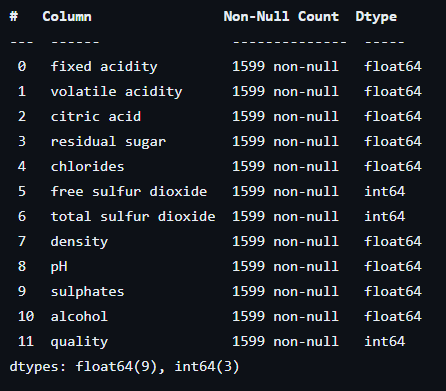 #   Column                Non-Null Count  Dtype
---  ------                --------------  -----
 0   fixed acidity         1599 non-null   float64
 1   volatile acidity      1599 non-null   float64
 2   citric acid           1599 non-null   float64
 3   residual sugar        1599 non-null   float64
 4   chlorides             1599 non-null   float64
 5   free sulfur dioxide   1599 non-null   int64
 6   total sulfur dioxide  1599 non-null   int64
 7   density               1599 non-null   float64
 8   pH                    1599 non-null   float64
 9   sulphates             1599 non-null   float64
 10  alcohol               1599 non-null   float64
 11  quality               1599 non-null   int64
dtypes: float64(9), int64(3)